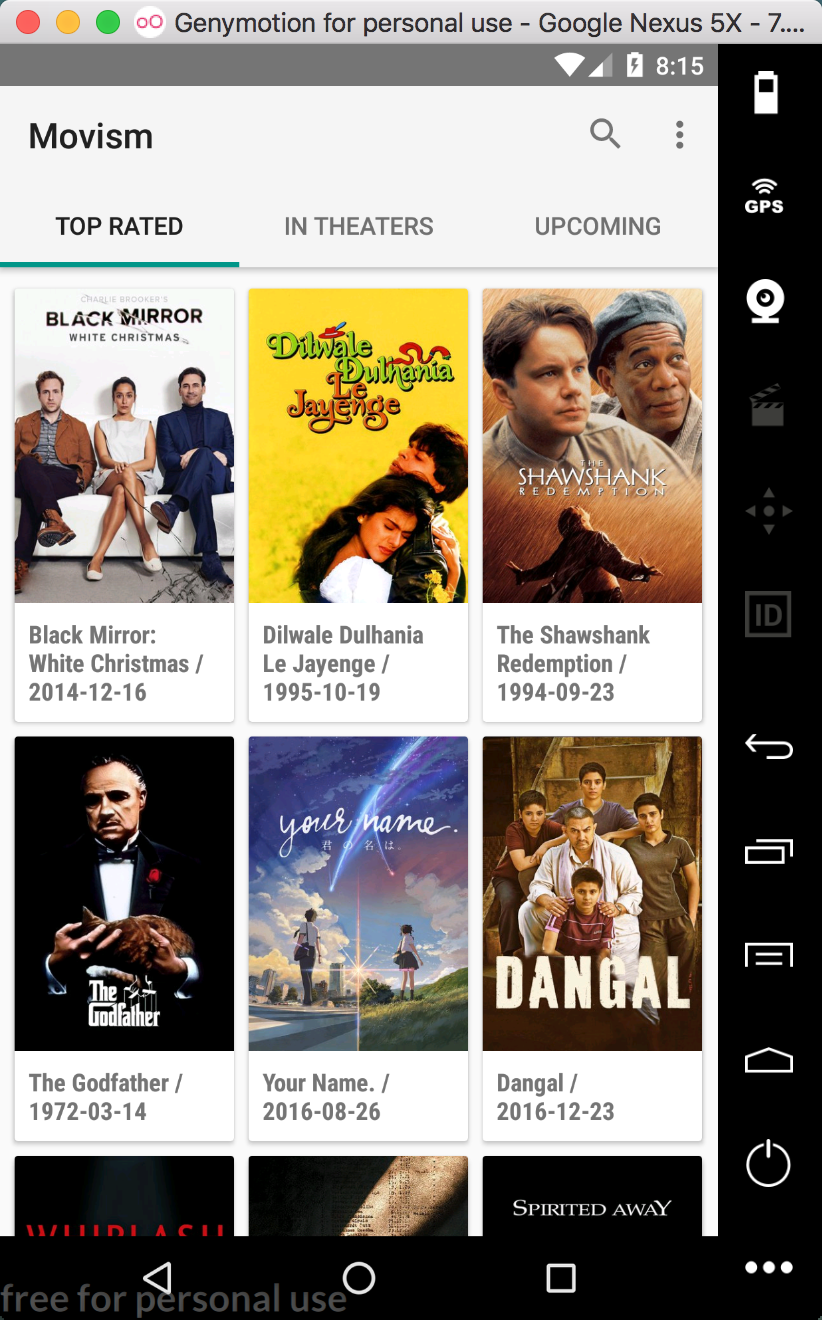 Genymotion for personal use - Google Nexus 5X - 7....
8:15
Movism
TOP RATED
IN THEATERS
UPCOMING
GPS
CHARLIE BROOKER'S
BLACK MIRROR
WHITE CHRISTMAS
Dilwale
Dulhania
Le
Jayenge
THE
SHAWSHANK
REDEMPTION
Black Mirror:
White Christmas /
2014-12-16
Dilwale Dulhania
Le Jayenge /
1995-10-19
The Shawshank
Redemption /
1994-09-23
ID
The
Godfather
your name.
君の名は。
DANGAL
The Godfather /
1972-03-14
Your Name. /
2016-08-26
Dangal /
2016-12-23
WHIPLASH
SPIRITED AWAY
free for personal use